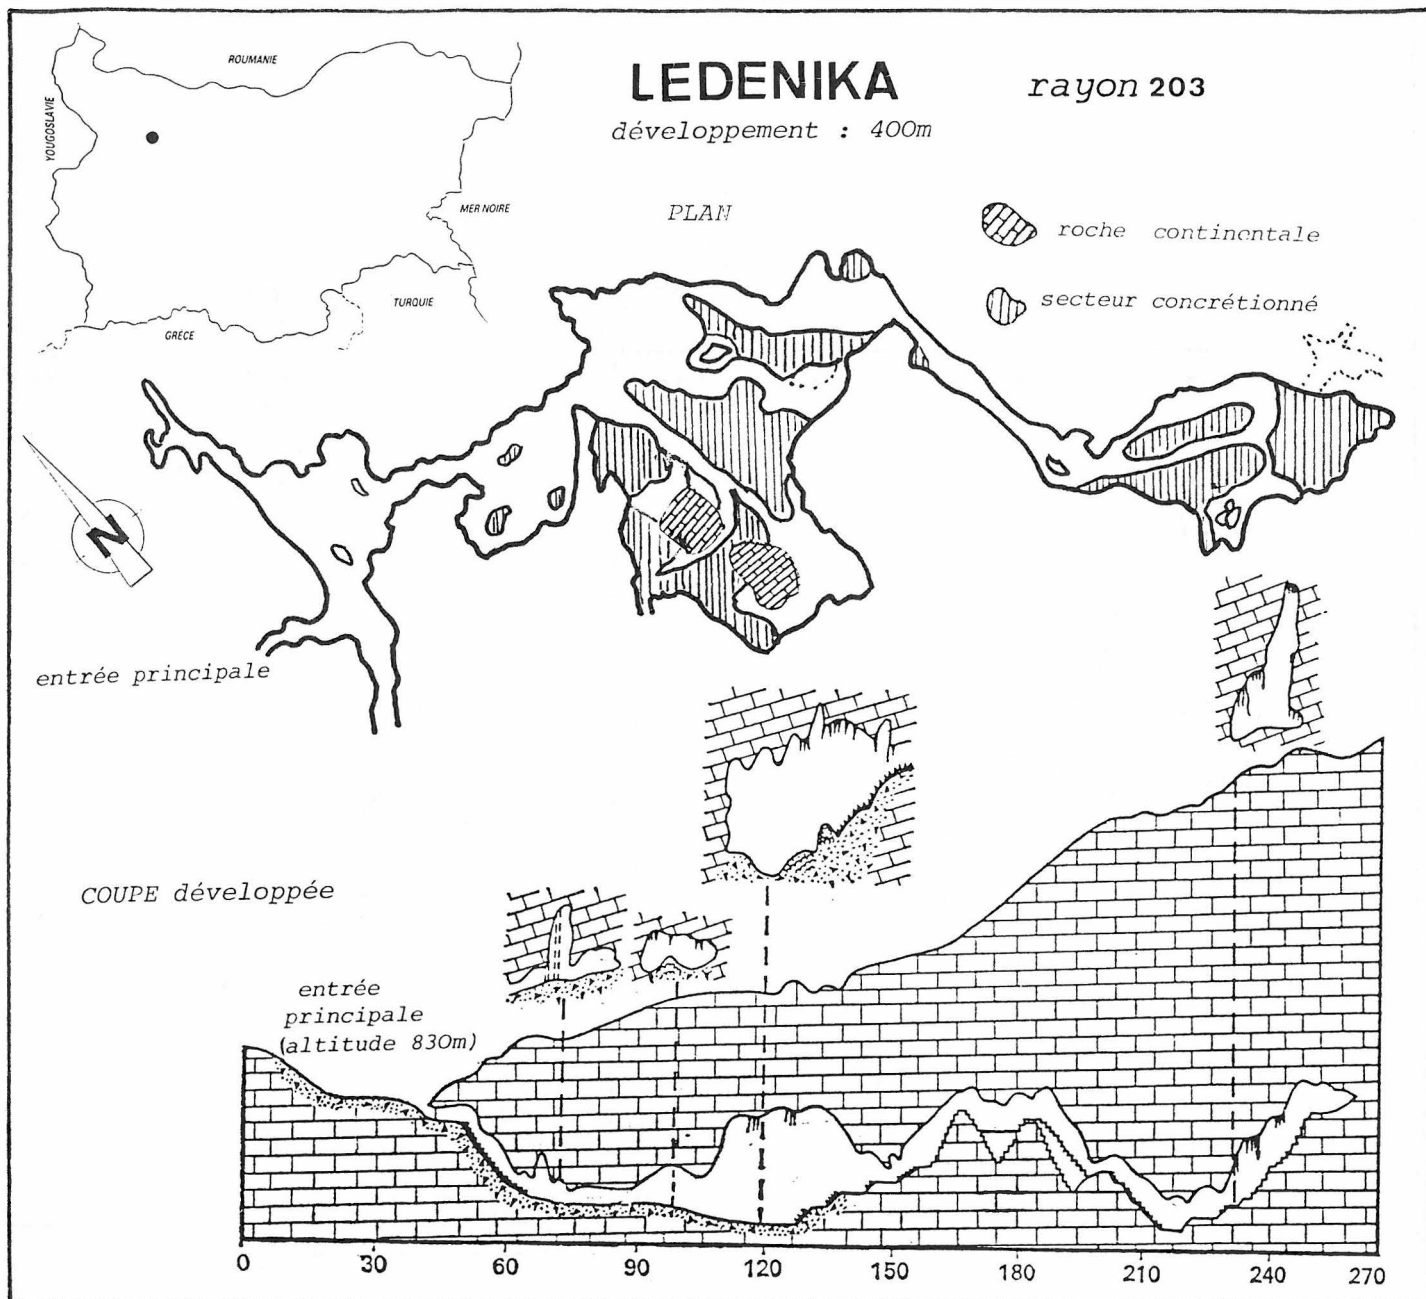 LEDENIKA
rayon 203
développement : 400m
ROUMANIE
YOUGOSLAVIE
MER NOIRE
TURQUIE
GRÈCE
PLAN
roche continentale
secteur concrétionné
N
entrée principale
COUPE développée
entrée
principale
(altitude 830m)
0 30 60 90 120 150 180 210 240 270